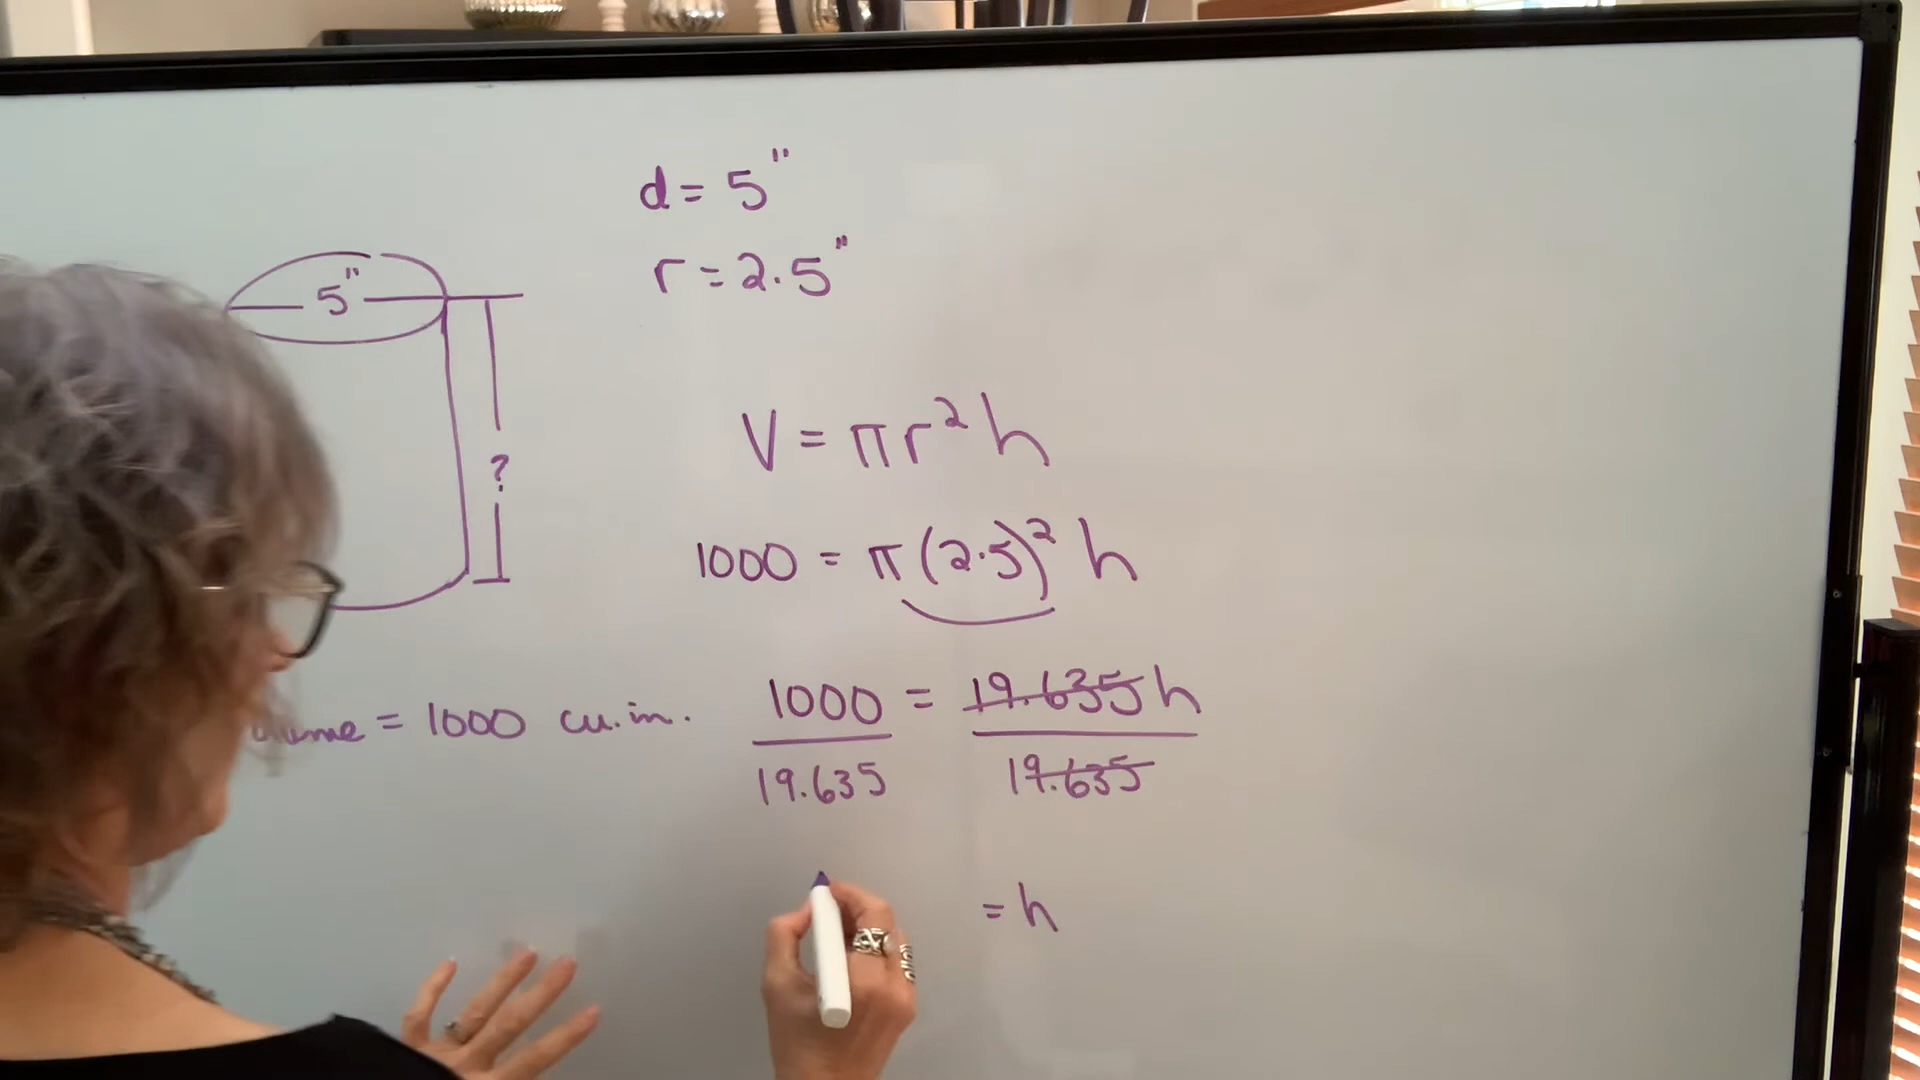 d = 5"
r = 2.5"
5"
?
V = πr²h
1000 = π(2.5)² h
= 1000 cu.in.
1000 = 19.635 h
19.635 19.635
= h